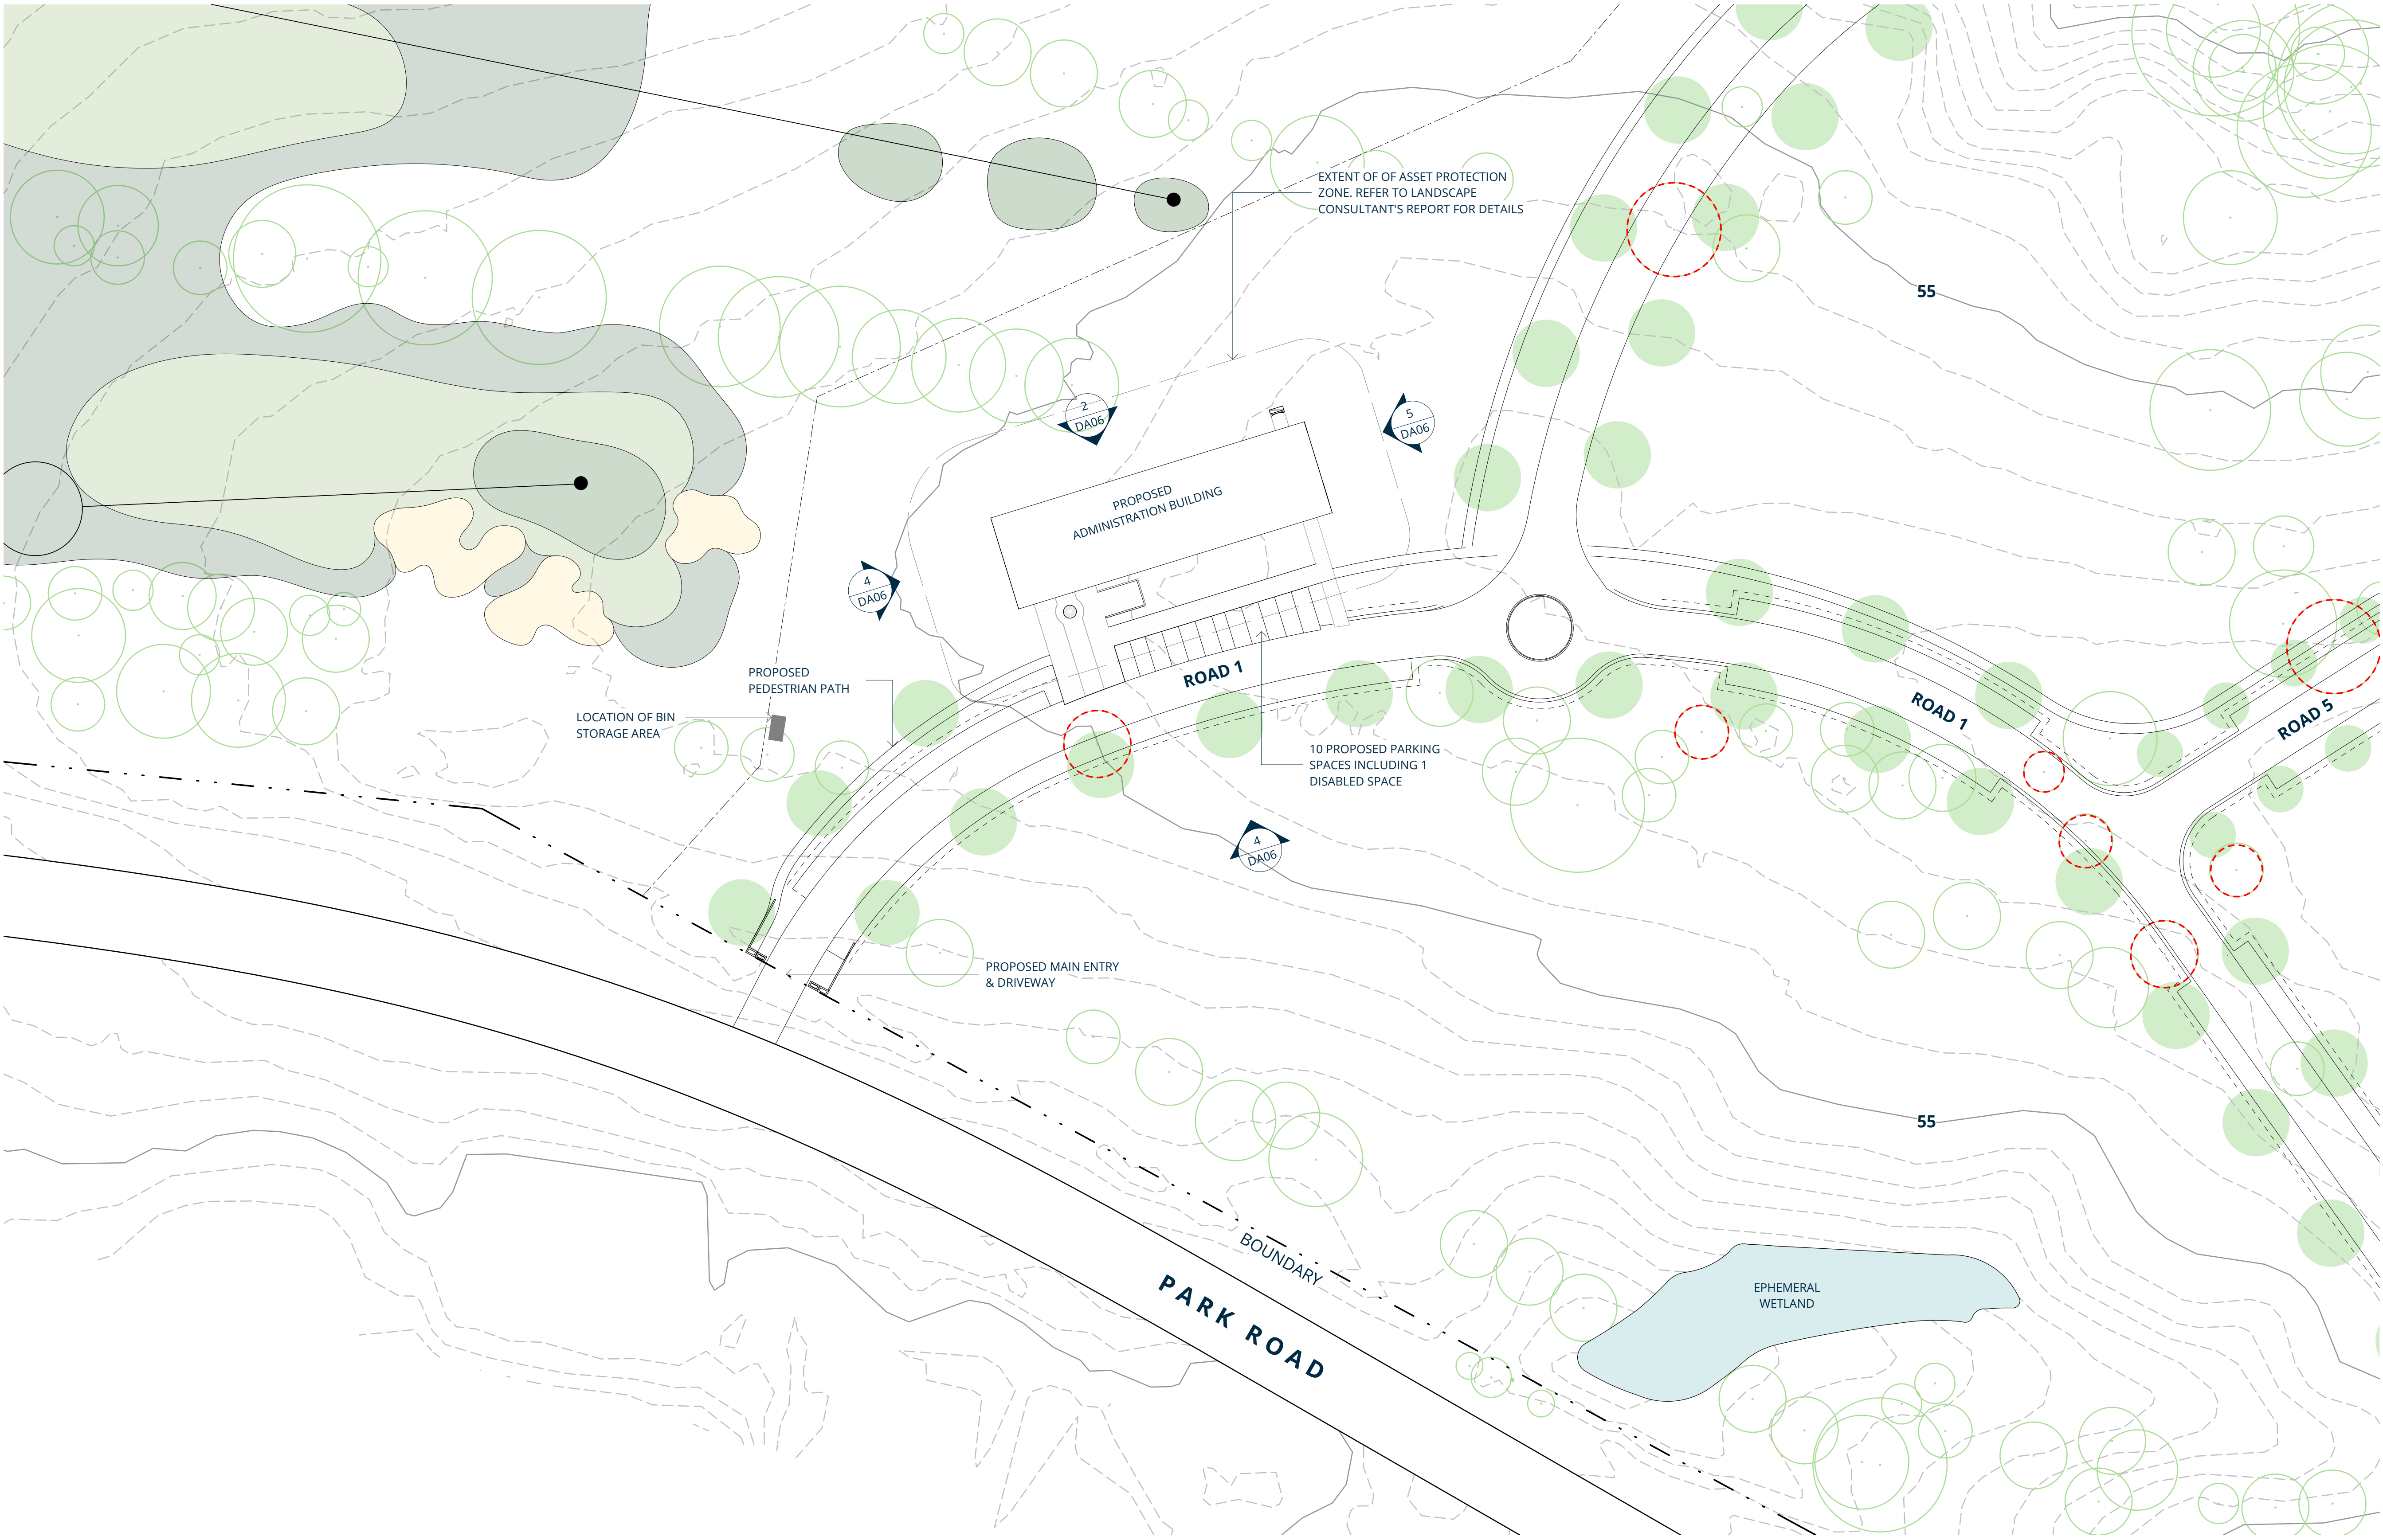 EXTENT OF OF ASSET PROTECTION
ZONE. REFER TO LANDSCAPE
CONSULTANT'S REPORT FOR DETAILS
55
2
DA06
5
DA06
PROPOSED
ADMINISTRATION BUILDING
4
DA06
PROPOSED
PEDESTRIAN PATH
ROAD 1
LOCATION OF BIN
STORAGE AREA
ROAD 1
ROAD 5
10 PROPOSED PARKING
SPACES INCLUDING 1
DISABLED SPACE
4
DA06
PROPOSED MAIN ENTRY
& DRIVEWAY
55
BOUNDARY
PARK ROAD
EPHEMERAL
WETLAND